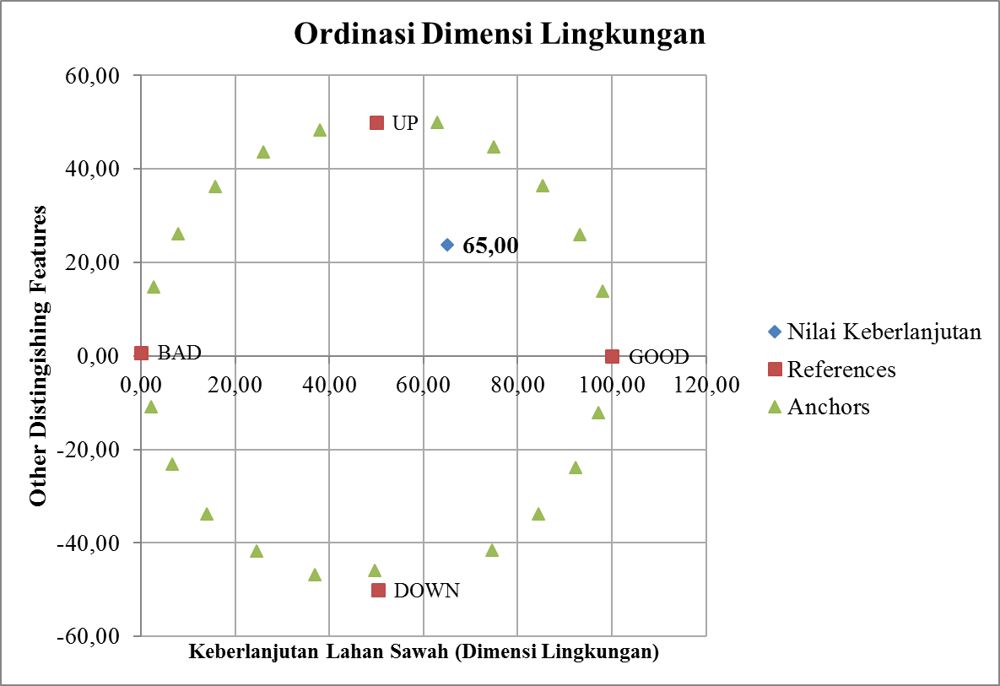 Ordinasi Dimensi Lingkungan
60,00
UP
40,00
65,00
20,00
Other Distingishing Features
Nilai Keberlanjutan
0,00
BAD
GOOD
References
0,00 20,00 40,00 60,00 80,00 100,00 120,00
Anchors
-20,00
-40,00
DOWN
-60,00
Keberlanjutan Lahan Sawah (Dimensi Lingkungan)